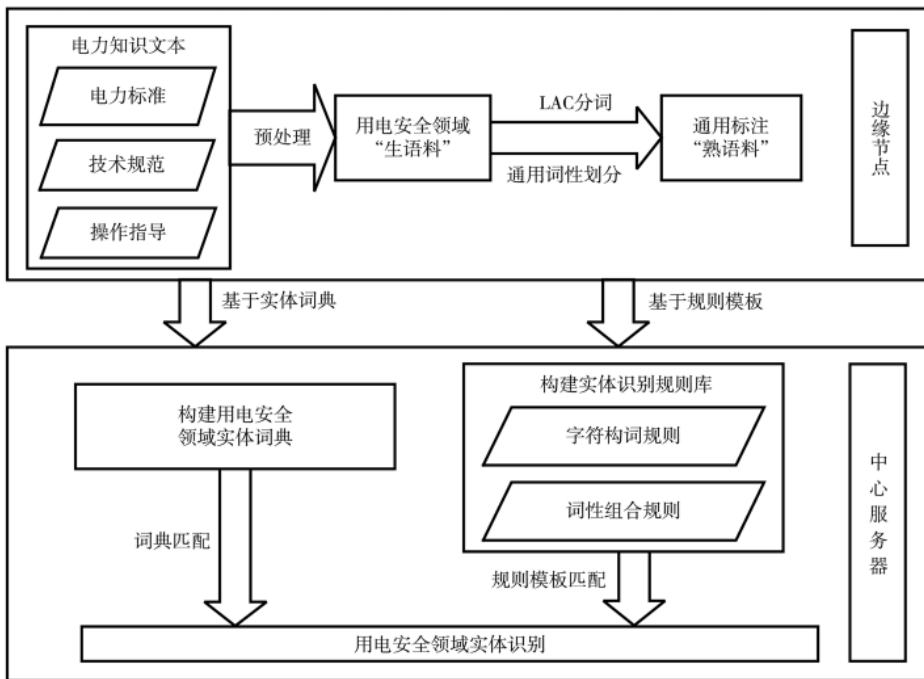 电力知识文本
电力标准
技术规范
操作指导
预处理
用电安全领域
“生语料”
LAC分词
通用词性划分
通用标注
“熟语料”
边缘节点
基于实体词典
基于规则模板
构建用电安全
领域实体词典
构建实体识别规则库
字符构词规则
词性组合规则
中心服务器
词典匹配
规则模板匹配
用电安全领域实体识别